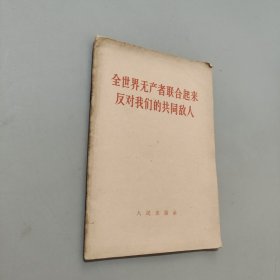 全世界无产者联合起来
反对我们的共同敌人
人民出版社